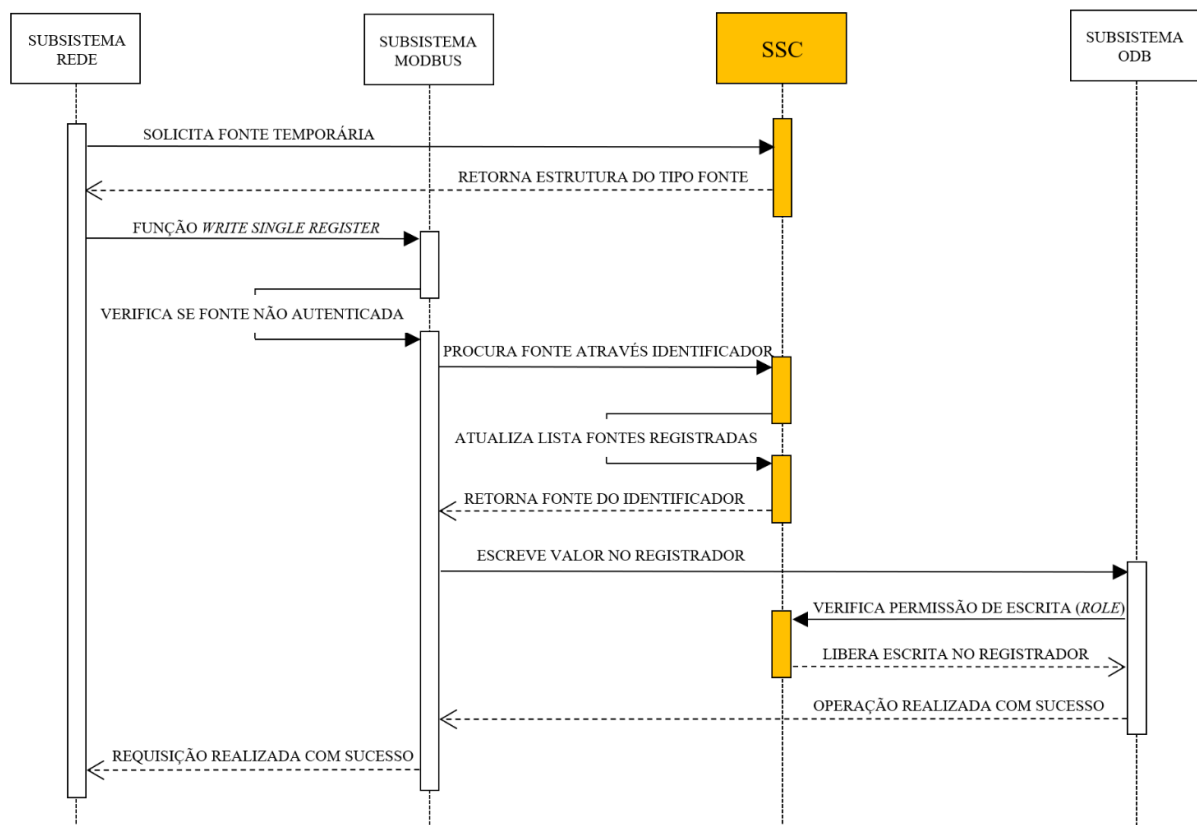 SUBSISTEMA
REDE
SUBSISTEMA
MODBUS
SSC
SUBSISTEMA
ODB
SOLICITA FONTE TEMPORÁRIA
RETORNA ESTRUTURA DO TIPO FONTE
FUNÇÃO WRITE SINGLE REGISTER
VERIFICA SE FONTE NÃO AUTENTICADA
PROCURA FONTE ATRAVÉS IDENTIFICADOR
ATUALIZA LISTA FONTES REGISTRADAS
RETORNA FONTE DO IDENTIFICADOR
ESCREVE VALOR NO REGISTRADOR
VERIFICA PERMISSÃO DE ESCRITA (ROLE)
LIBERA ESCRITA NO REGISTRADOR
OPERAÇÃO REALIZADA COM SUCESSO
REQUISIÇÃO REALIZADA COM SUCESSO